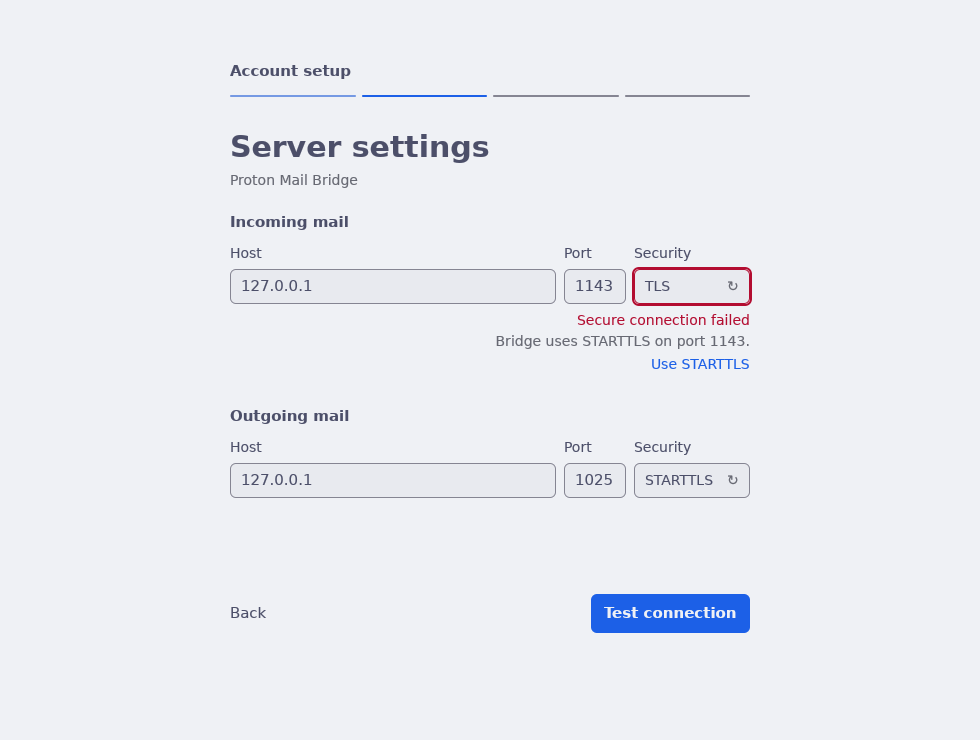 Account setup
Server settings
Proton Mail Bridge
Incoming mail
Host Port Security
127.0.0.1 1143 TLS ↻
Secure connection failed
Bridge uses STARTTLS on port 1143.
Use STARTTLS
Outgoing mail
Host Port Security
127.0.0.1 1025 STARTTLS ↻
Back Test connection